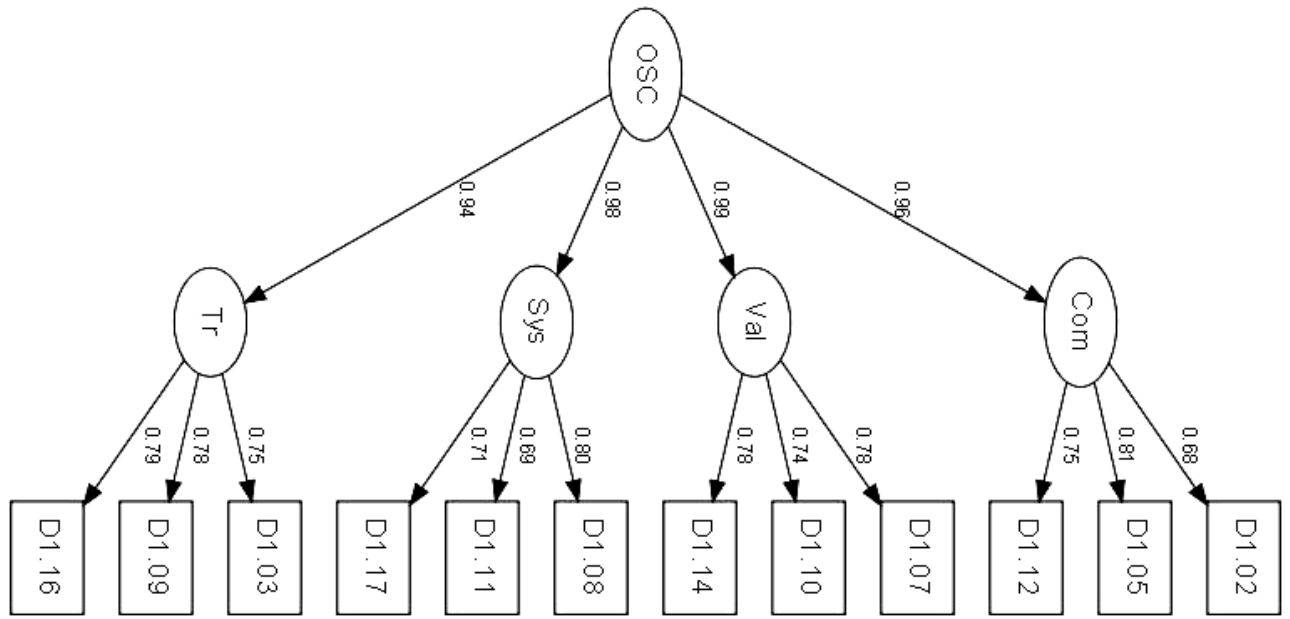 OSC
0.96
0.99
0.98
0.94
Com
Val
Sys
Tr
0.68
0.81
0.75
0.78
0.74
0.78
0.80
0.69
0.71
0.75
0.78
0.79
D1.02
D1.05
D1.12
D1.07
D1.10
D1.14
D1.08
D1.11
D1.17
D1.03
D1.09
D1.16